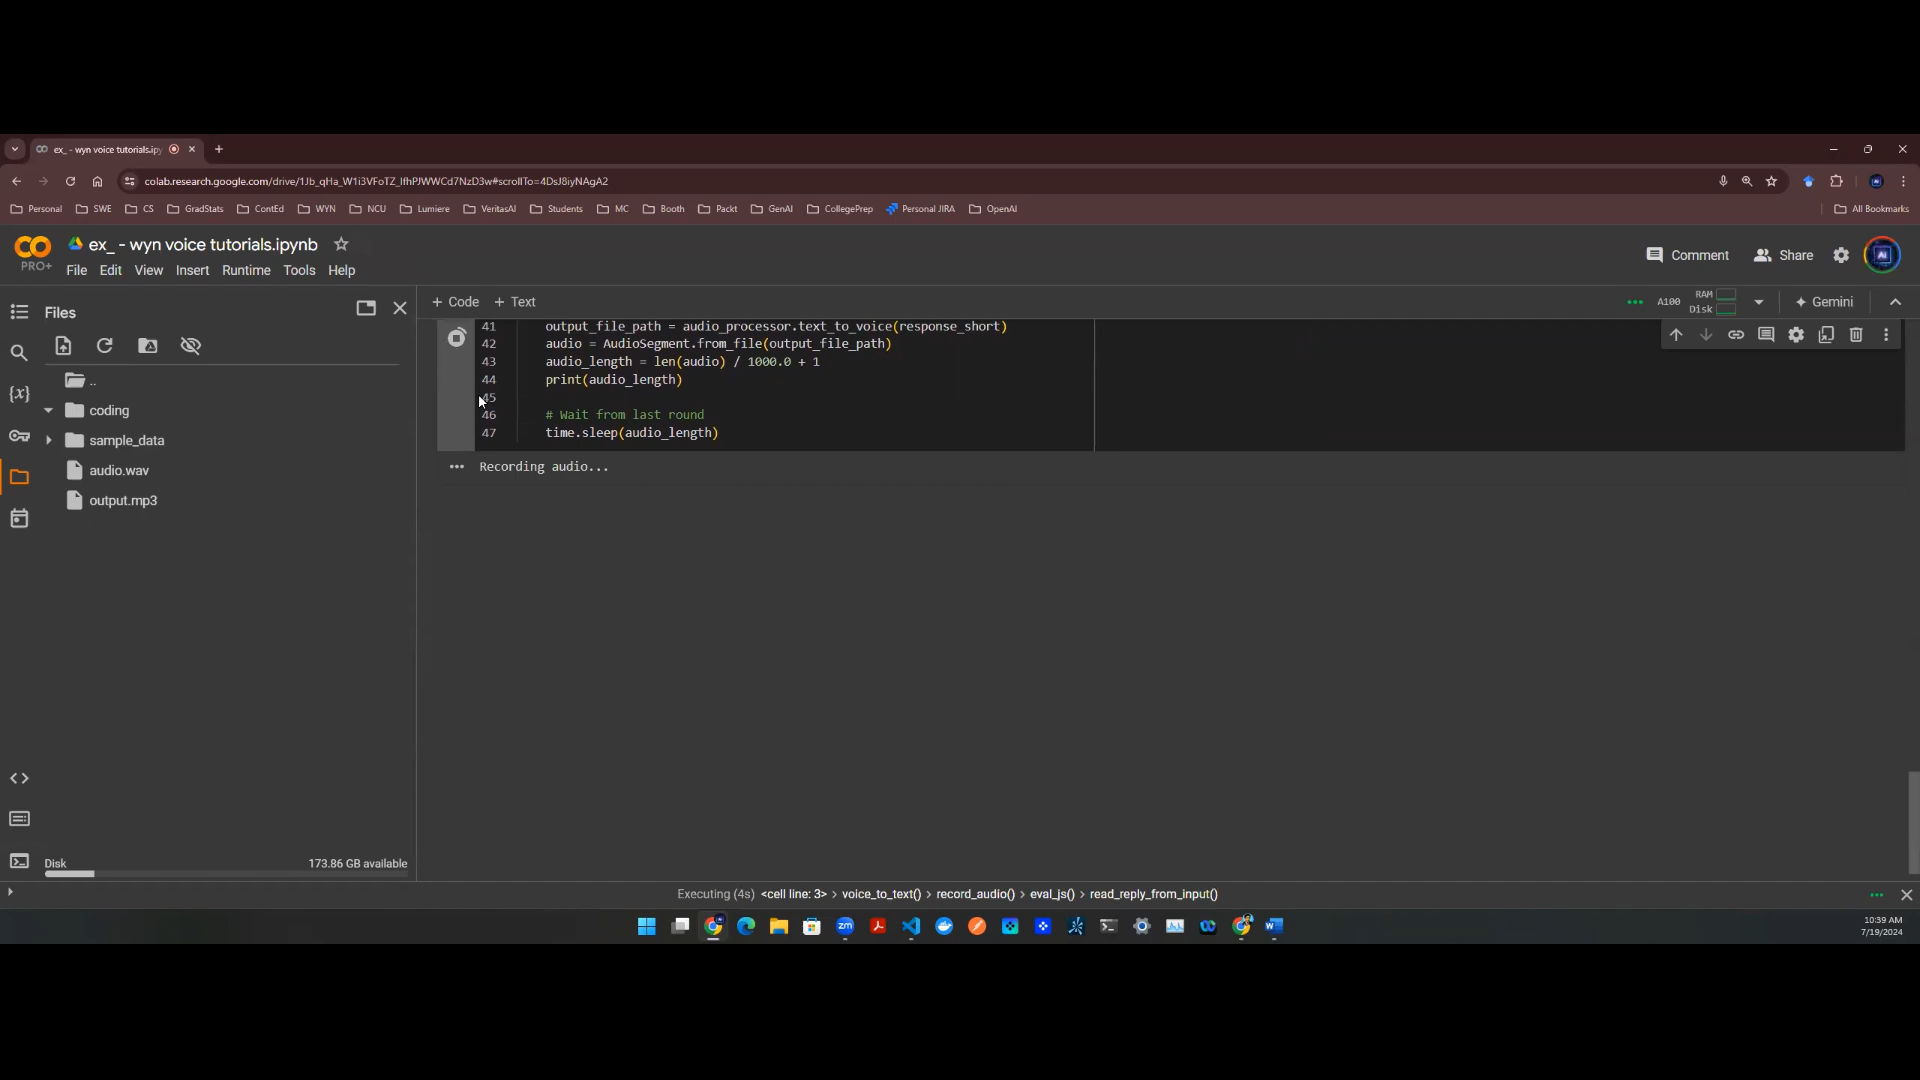 ex_ - wyn voice tutorials.ipy
colab.research.google.com/drive/1Jb_qHa_W1i3VFoTZ_lfhPJWWCd7NzD3w#scrollTo=4DsJ8iyNAgA2
Personal SWE CS GradStats ContEd WYN NCU Lumiere VeritasAI Students MC Booth Packt GenAI CollegePrep Personal JIRA OpenAI All Bookmarks
PRO+
ex_ - wyn voice tutorials.ipynb
File Edit View Insert Runtime Tools Help
Comment Share
Files
+ Code + Text
A100 RAM Disk Gemini
..
coding
sample_data
audio.wav
output.mp3
41 output_file_path = audio_processor.text_to_voice(response_short)
42 audio = AudioSegment.from_file(output_file_path)
43 audio_length = len(audio) / 1000.0 + 1
44 print(audio_length)
45
46 # Wait from last round
47 time.sleep(audio_length)
Recording audio...
Disk 173.86 GB available
Executing (4s) <cell line: 3> > voice_to_text() > record_audio() > eval_js() > read_reply_from_input()
10:39 AM
7/19/2024